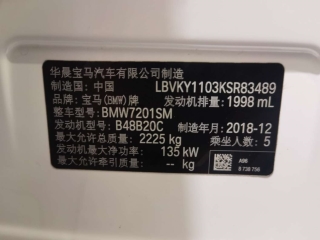 华晨宝马汽车有限公司制造
制造国: 中国 LBVKY1103KSR83489
品牌: 宝马(BMW)牌 发动机排量: 1998 mL
整车型号: BMW7201SM
发动机型号: B48B20C 制造年月 2018-12
最大允许总质量: 2225 kg 乘坐人数: 5
发动机最大净功率: 135 kW A98
最大允许牵引质量: -- kg 8 738 756